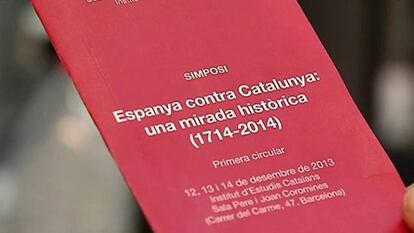 Institut
SIMPOSI
Espanya contra Catalunya:
una mirada històrica
(1714-2014)
Primera circular
12, 13 i 14 de desembre de 2013
Institut d'Estudis Catalans
Sala Pere i Joan Coromines
(Carrer del Carme, 47, Barcelona)